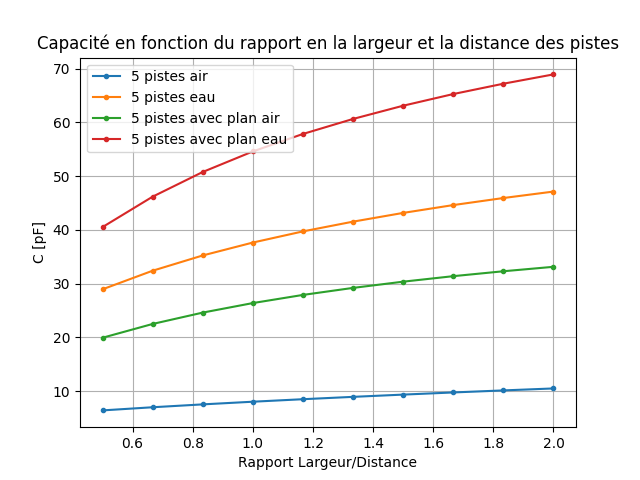 Capacité en fonction du rapport en la largeur et la distance des pistes
5 pistes air
5 pistes eau
5 pistes avec plan air
5 pistes avec plan eau
C [pF]
70
60
50
40
30
20
10
0.6 0.8 1.0 1.2 1.4 1.6 1.8 2.0
Rapport Largeur/Distance